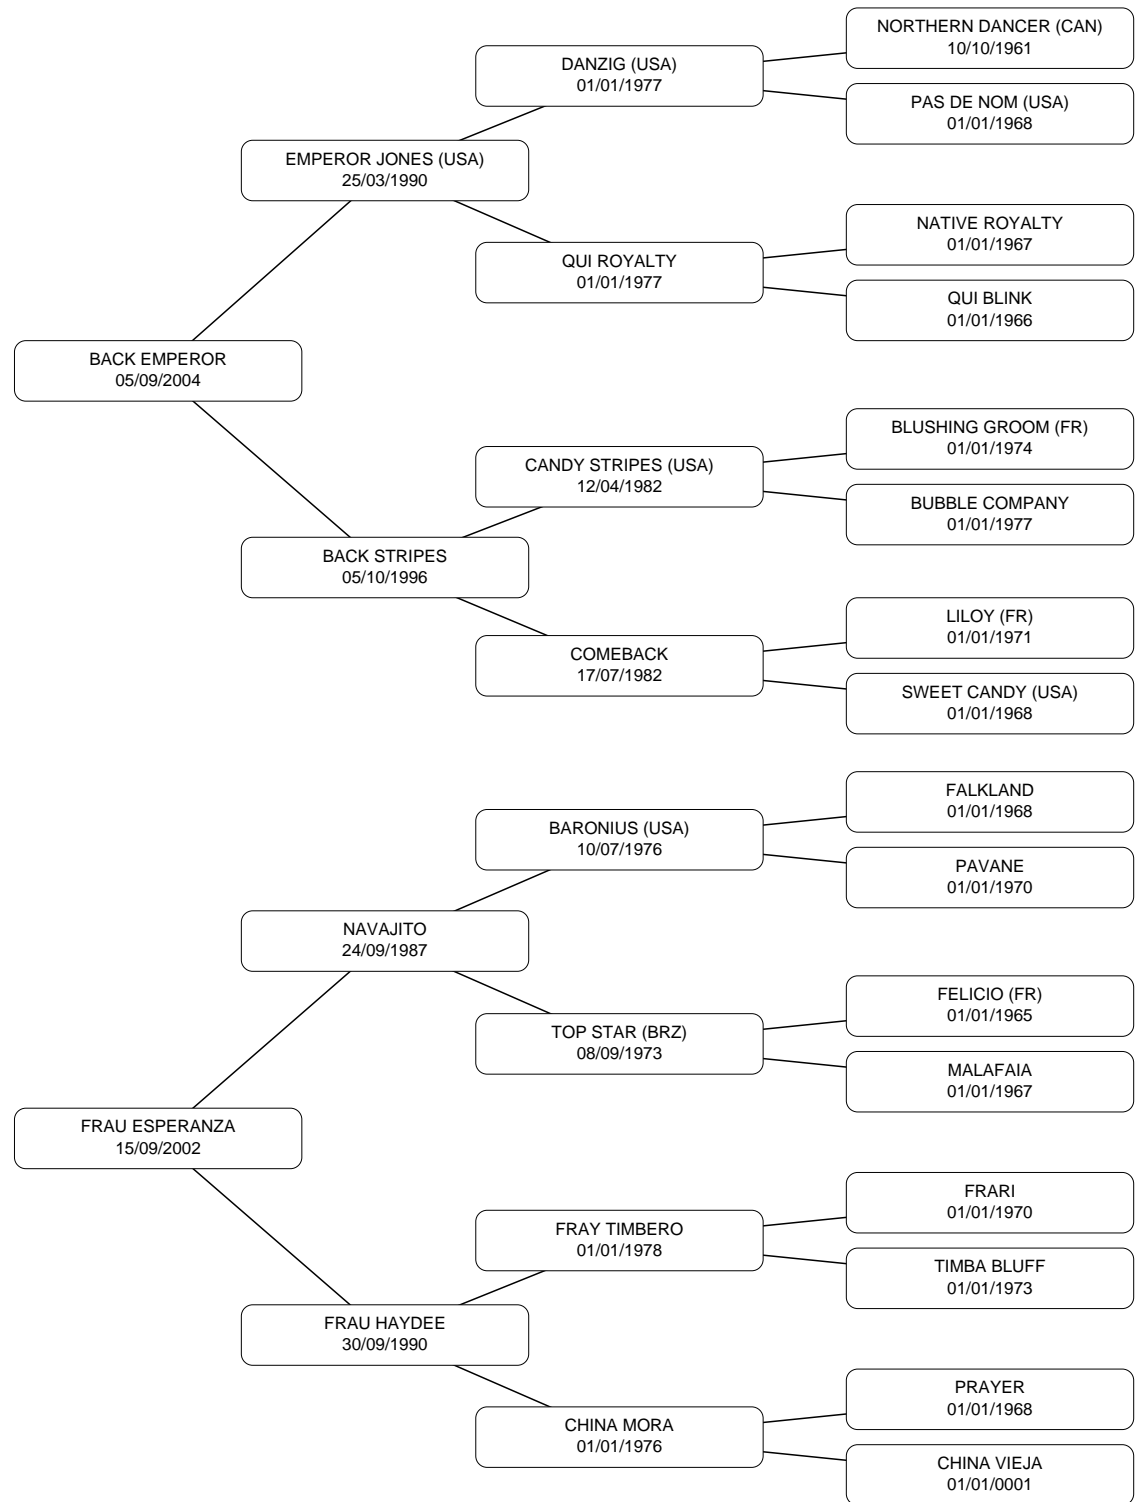 NORTHERN DANCER (CAN)
10/10/1961
DANZIG (USA)
01/01/1977
PAS DE NOM (USA)
01/01/1968
EMPEROR JONES (USA)
25/03/1990
NATIVE ROYALTY
01/01/1967
QUI ROYALTY
01/01/1977
QUI BLINK
01/01/1966
BACK EMPEROR
05/09/2004
BLUSHING GROOM (FR)
01/01/1974
CANDY STRIPES (USA)
12/04/1982
BUBBLE COMPANY
01/01/1977
BACK STRIPES
05/10/1996
LILOY (FR)
01/01/1971
COMEBACK
17/07/1982
SWEET CANDY (USA)
01/01/1968
FALKLAND
01/01/1968
BARONIUS (USA)
10/07/1976
PAVANE
01/01/1970
NAVAJITO
24/09/1987
FELICIO (FR)
01/01/1965
TOP STAR (BRZ)
08/09/1973
MALAFAIA
01/01/1967
FRAU ESPERANZA
15/09/2002
FRARI
01/01/1970
FRAY TIMBERO
01/01/1978
TIMBA BLUFF
01/01/1973
FRAU HAYDEE
30/09/1990
PRAYER
01/01/1968
CHINA MORA
01/01/1976
CHINA VIEJA
01/01/0001